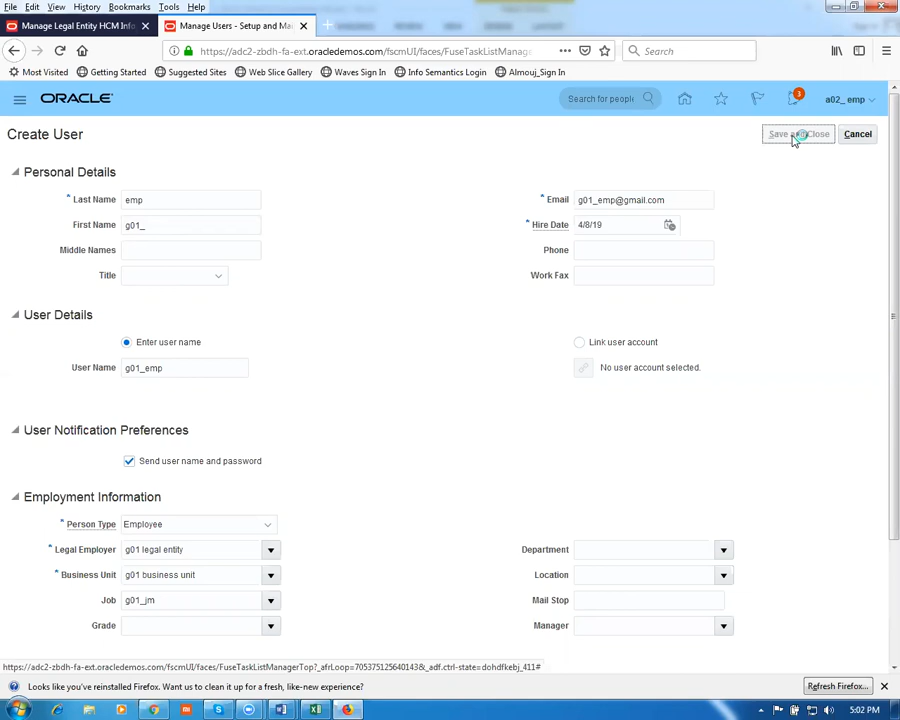 File Edit View History Bookmarks Tools Help
Manage Legal Entity HCM Info
Manage Users - Setup and Ma
https://adc2-zbdh-fa-ext.oracledemos.com/fscmUI/faces/FuseTaskListManage
Search
Most Visited Getting Started Suggested Sites Web Slice Gallery Waves Sign In Info Semantics Login Almouj_Sign In
ORACLE
Search for people
3
a02_ emp
Create User
Save and Close
Cancel
Personal Details
* Last Name emp
* Email g01_emp@gmail.com
First Name g01_
* Hire Date 4/8/19
Middle Names
Phone
Title
Work Fax
User Details
Enter user name
Link user account
User Name g01_emp
No user account selected.
User Notification Preferences
Send user name and password
Employment Information
* Person Type Employee
* Legal Employer g01 legal entity
Department
* Business Unit g01 business unit
Location
Job g01_jm
Mail Stop
Grade
Manager
https://adc2-zbdh-fa-ext.oracledemos.com/fscmUI/faces/FuseTaskListManagerTop?_afrLoop=705375125640143&_adf.ctrl-state=dohdfkebj_411#
Looks like you've reinstalled Firefox. Want us to clean it up for a fresh, like-new experience?
Refresh Firefox...
5:02 PM